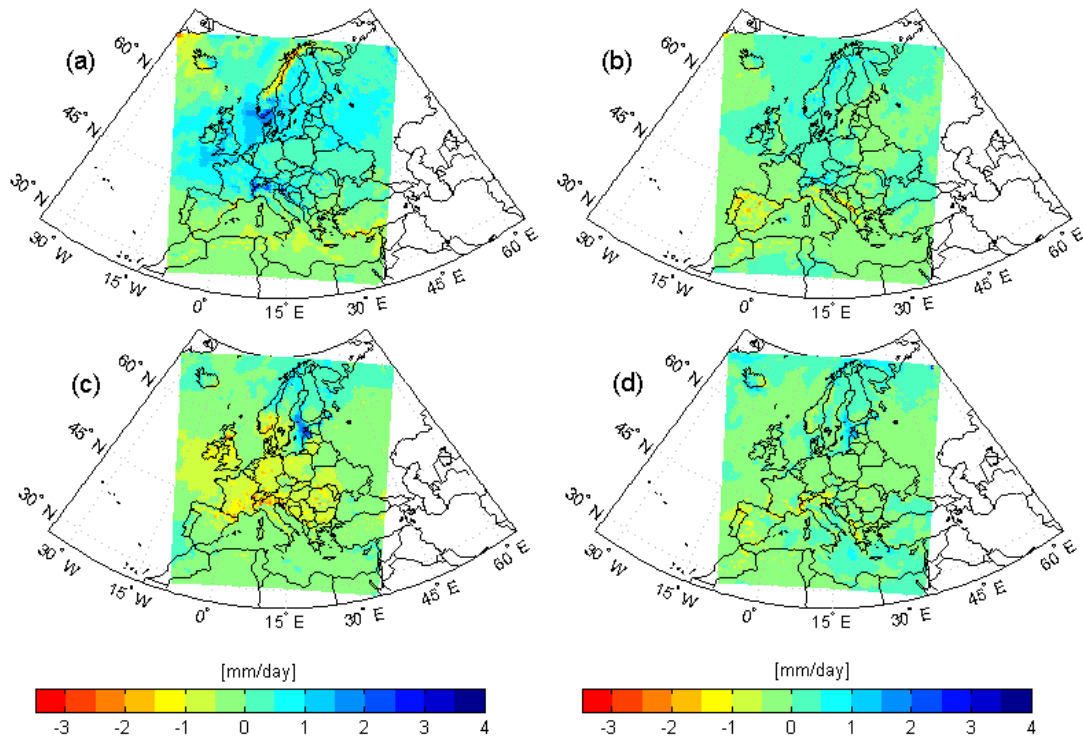 (a) (b)
60° N 60° N
45° N 45° N
30° N 30° N
30° W 15° W 0° 15° E 30° E 45° E 60° E
30° W 15° W 0° 15° E 30° E 45° E 60° E
(c) (d)
60° N 60° N
45° N 45° N
30° N 30° N
30° W 15° W 0° 15° E 30° E 45° E 60° E
30° W 15° W 0° 15° E 30° E 45° E 60° E
[mm/day] [mm/day]
-3 -2 -1 0 1 2 3 4 -3 -2 -1 0 1 2 3 4